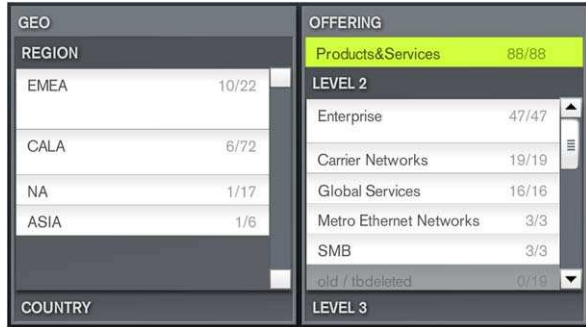 GEO
REGION
EMEA 10/22
CALA 6/72
NA 1/17
ASIA 1/6
COUNTRY
OFFERING
Products&Services 88/88
LEVEL 2
Enterprise 47/47
Carrier Networks 19/19
Global Services 16/16
Metro Ethernet Networks 3/3
SMB 3/3
old / tbdeleted 0/19
LEVEL 3